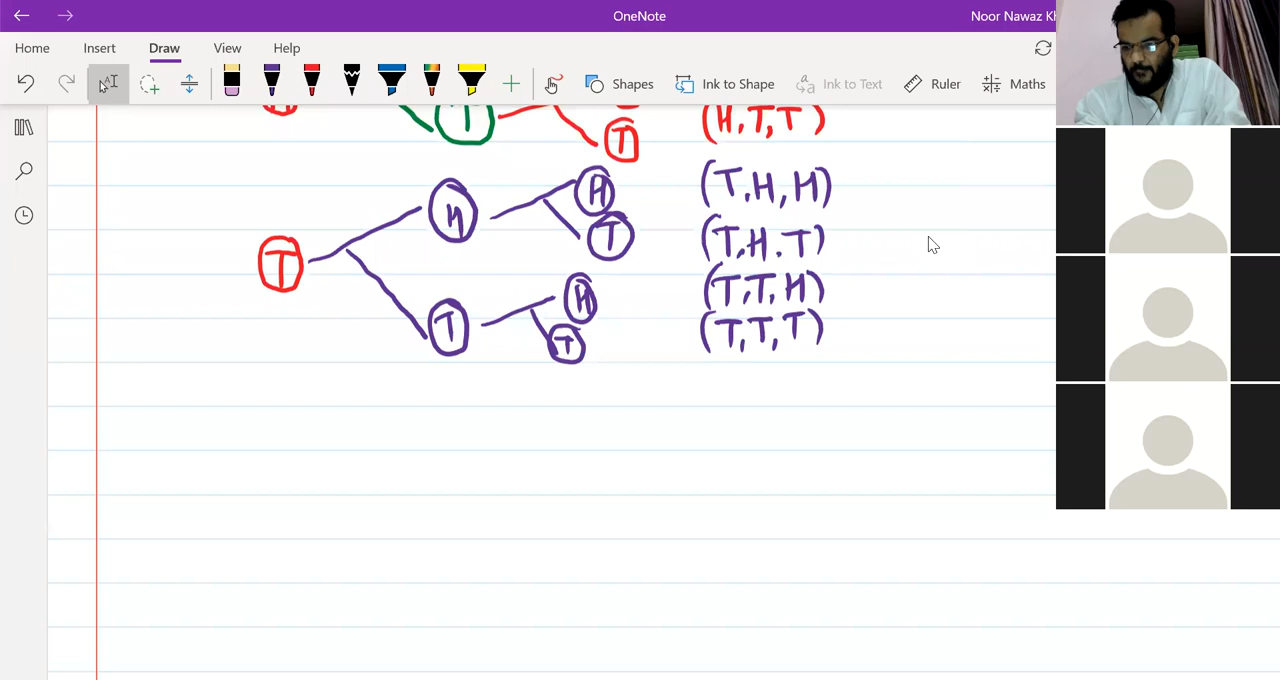 OneNote
Noor Nawaz Kh
Home Insert Draw View Help
Shapes Ink to Shape Ink to Text Ruler Maths
T T (H, T, T)
H H (T, H, H)
T (T, H, T)
T
H (T, T, H)
T T (T, T, T)